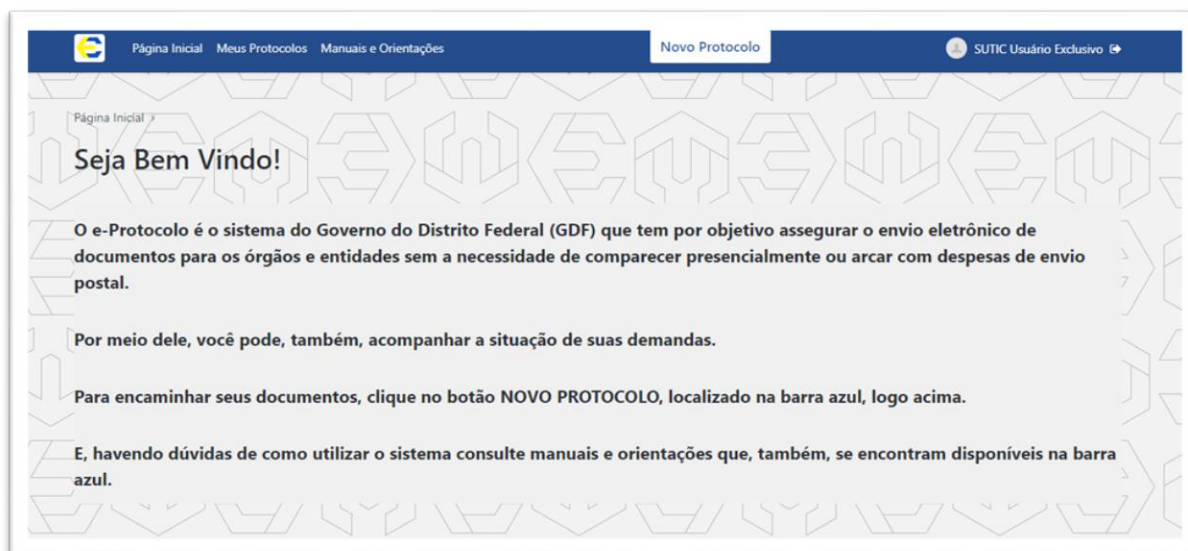 Página Inicial Meus Protocolos Manuais e Orientações Novo Protocolo SUTIC Usuário Exclusivo
Página Inicial ›
Seja Bem Vindo!
O e-Protocolo é o sistema do Governo do Distrito Federal (GDF) que tem por objetivo assegurar o envio eletrônico de
documentos para os órgãos e entidades sem a necessidade de comparecer presencialmente ou arcar com despesas de envio
postal.
Por meio dele, você pode, também, acompanhar a situação de suas demandas.
Para encaminhar seus documentos, clique no botão NOVO PROTOCOLO, localizado na barra azul, logo acima.
E, havendo dúvidas de como utilizar o sistema consulte manuais e orientações que, também, se encontram disponíveis na barra
azul.